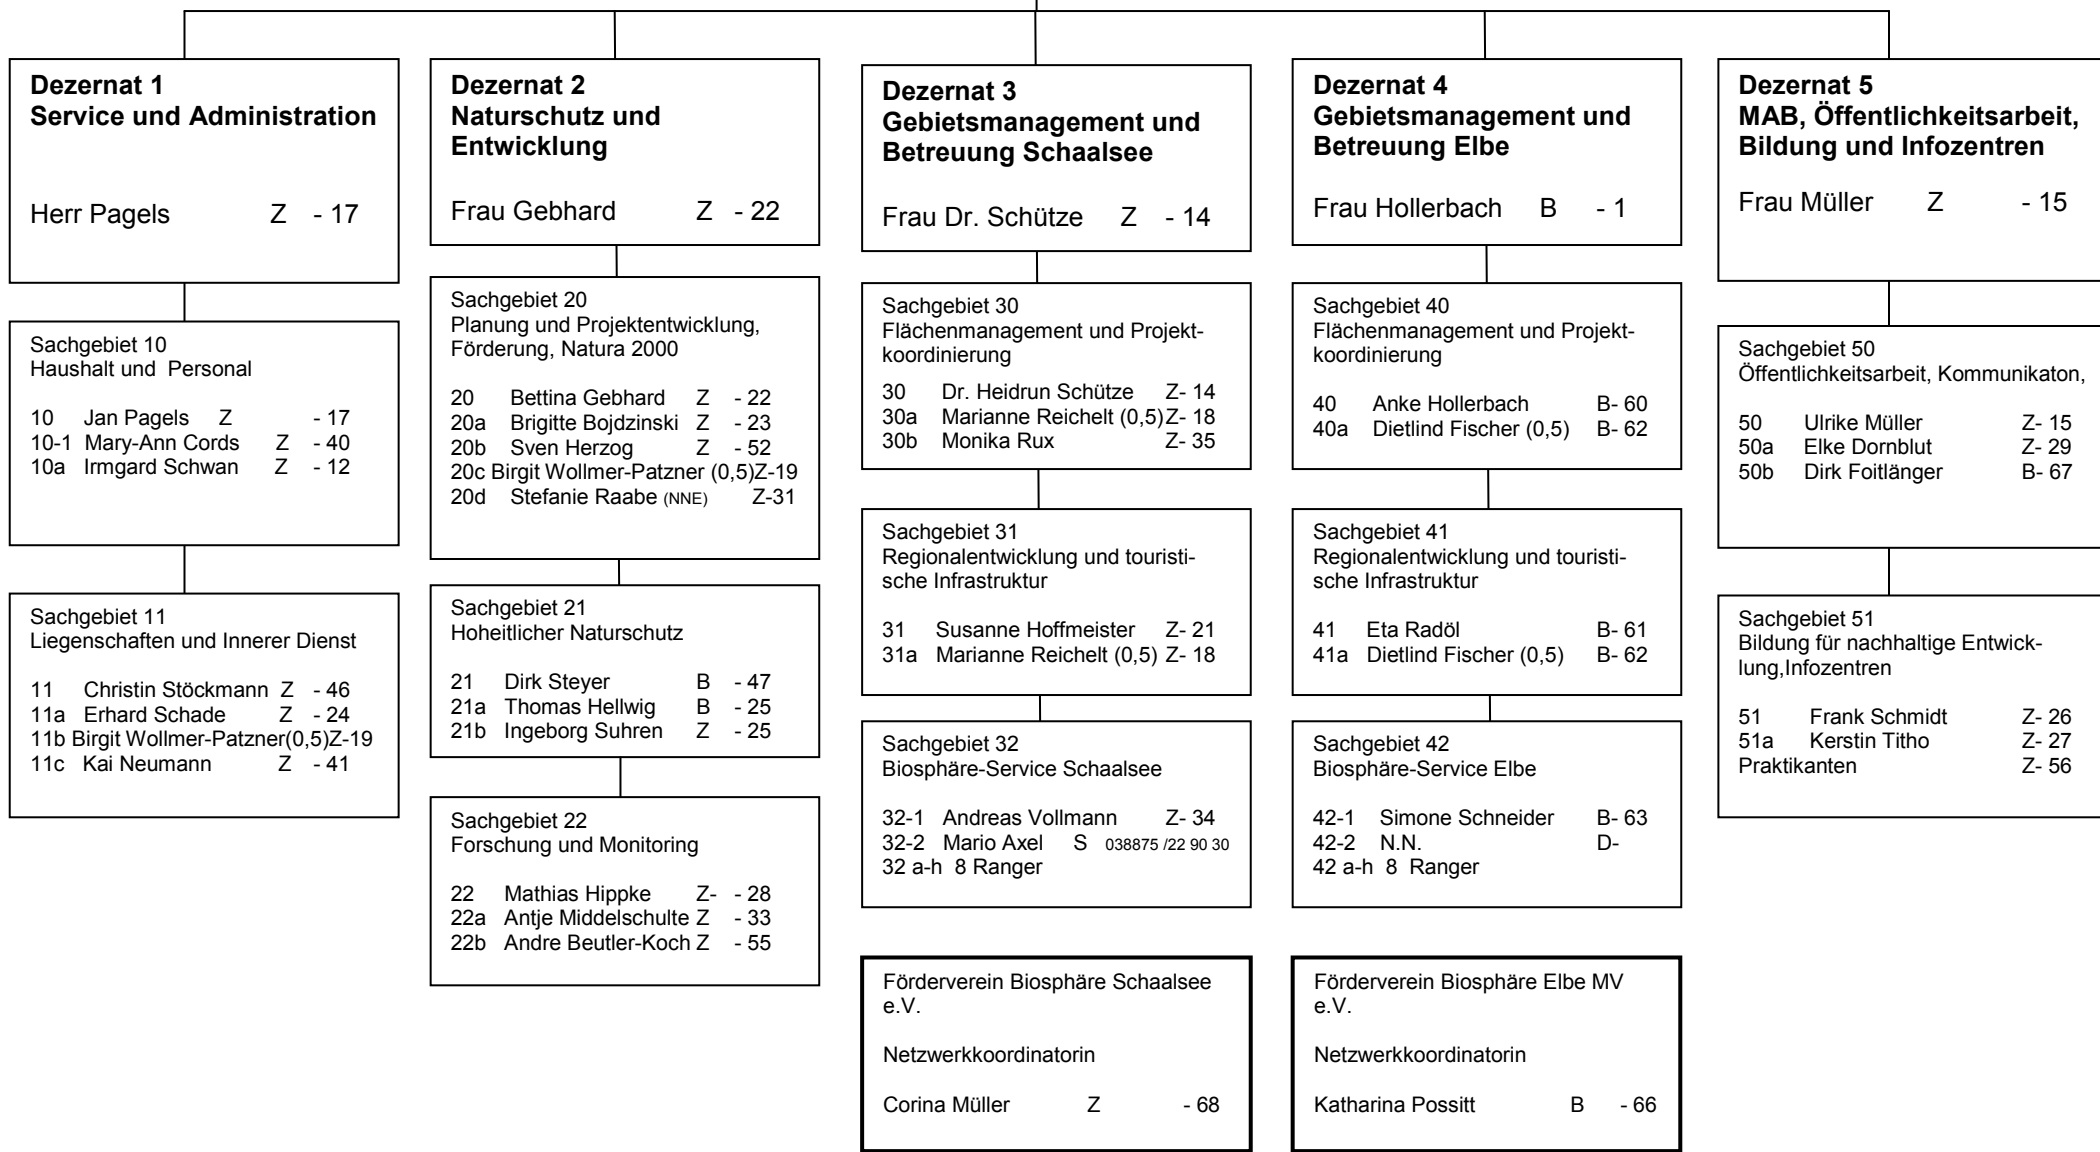 Dezernat 1
Service und Administration
Herr Pagels Z - 17
Sachgebiet 10
Haushalt und Personal
10 Jan Pagels Z - 17
10-1 Mary-Ann Cords Z - 40
10a Irmgard Schwan Z - 12
Sachgebiet 11
Liegenschaften und Innerer Dienst
11 Christin Stöckmann Z - 46
11a Erhard Schade Z - 24
11b Birgit Wollmer-Patzner(0,5)Z-19
11c Kai Neumann Z - 41
Dezernat 2
Naturschutz und
Entwicklung
Frau Gebhard Z - 22
Sachgebiet 20
Planung und Projektentwicklung,
Förderung, Natura 2000
20 Bettina Gebhard Z - 22
20a Brigitte Bojdzinski Z - 23
20b Sven Herzog Z - 52
20c Birgit Wollmer-Patzner (0,5)Z-19
20d Stefanie Raabe (NNE) Z-31
Sachgebiet 21
Hoheitlicher Naturschutz
21 Dirk Steyer B - 47
21a Thomas Hellwig B - 25
21b Ingeborg Suhren Z - 25
Sachgebiet 22
Forschung und Monitoring
22 Mathias Hippke Z- - 28
22a Antje Middelschulte Z - 33
22b Andre Beutler-Koch Z - 55
Dezernat 3
Gebietsmanagement und
Betreuung Schaalsee
Frau Dr. Schütze Z - 14
Sachgebiet 30
Flächenmanagement und Projekt-
koordinierung
30 Dr. Heidrun Schütze Z- 14
30a Marianne Reichelt (0,5)Z- 18
30b Monika Rux Z- 35
Sachgebiet 31
Regionalentwicklung und touristi-
sche Infrastruktur
31 Susanne Hoffmeister Z- 21
31a Marianne Reichelt (0,5) Z- 18
Sachgebiet 32
Biosphäre-Service Schaalsee
32-1 Andreas Vollmann Z- 34
32-2 Mario Axel S 038875 /22 90 30
32 a-h 8 Ranger
Förderverein Biosphäre Schaalsee
e.V.
Netzwerkkoordinatorin
Corina Müller Z - 68
Dezernat 4
Gebietsmanagement und
Betreuung Elbe
Frau Hollerbach B - 1
Sachgebiet 40
Flächenmanagement und Projekt-
koordinierung
40 Anke Hollerbach B- 60
40a Dietlind Fischer (0,5) B- 62
Sachgebiet 41
Regionalentwicklung und touristi-
sche Infrastruktur
41 Eta Radöl B- 61
41a Dietlind Fischer (0,5) B- 62
Sachgebiet 42
Biosphäre-Service Elbe
42-1 Simone Schneider B- 63
42-2 N.N. D-
42 a-h 8 Ranger
Förderverein Biosphäre Elbe MV
e.V.
Netzwerkkoordinatorin
Katharina Possitt B - 66
Dezernat 5
MAB, Öffentlichkeitsarbeit,
Bildung und Infozentren
Frau Müller Z - 15
Sachgebiet 50
Öffentlichkeitsarbeit, Kommunikaton,
50 Ulrike Müller Z- 15
50a Elke Dornblut Z- 29
50b Dirk Foitlänger B- 67
Sachgebiet 51
Bildung für nachhaltige Entwick-
lung,Infozentren
51 Frank Schmidt Z- 26
51a Kerstin Titho Z- 27
Praktikanten Z- 56